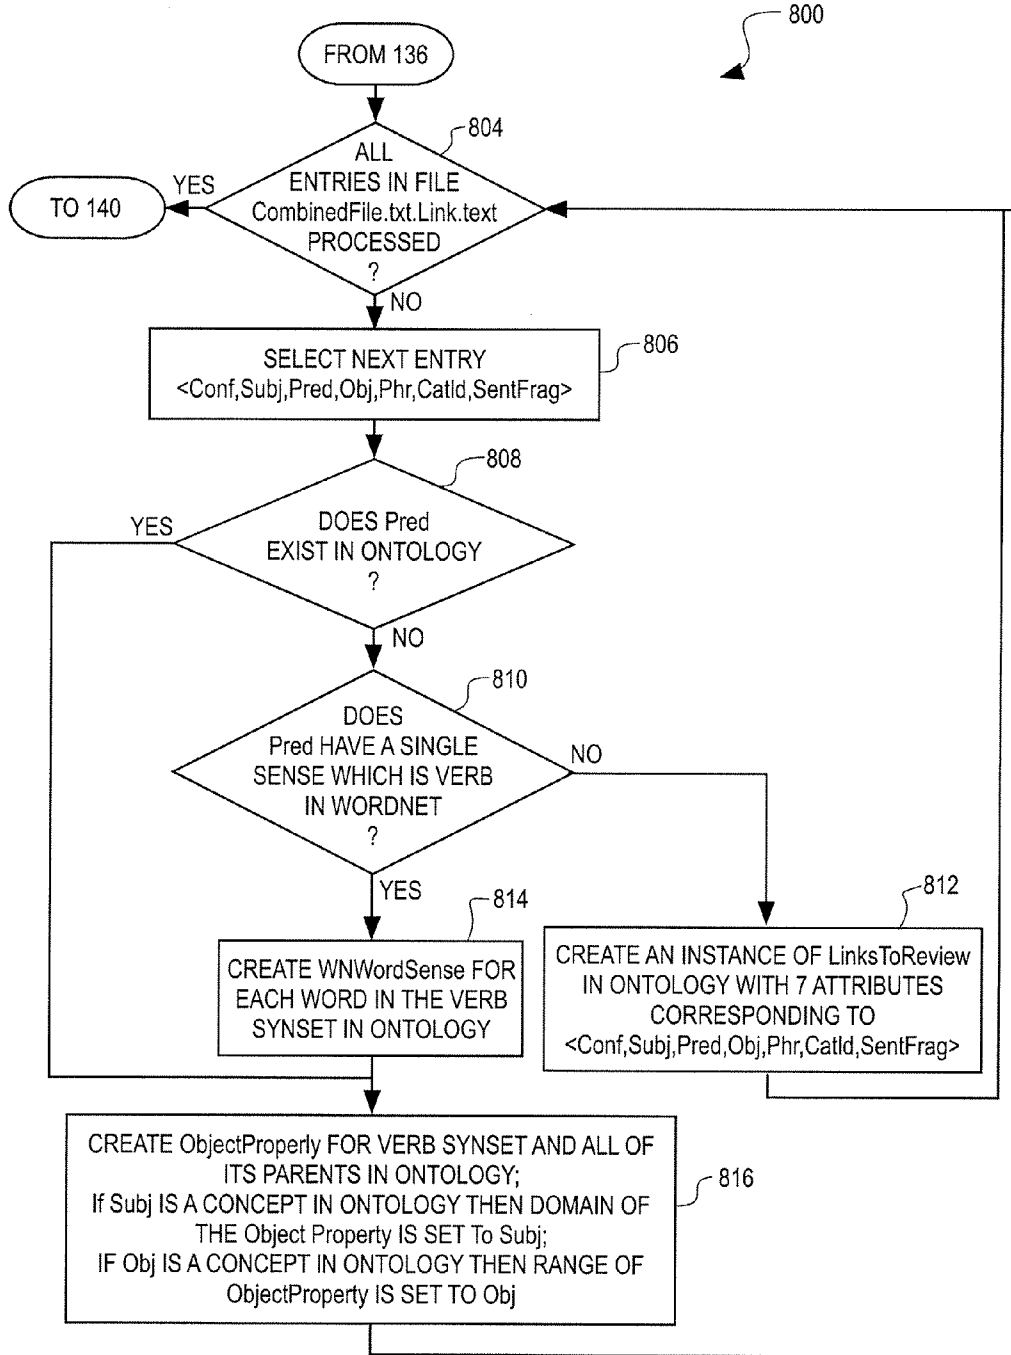 800
FROM 136
804
ALL
ENTRIES IN FILE
CombinedFile.txt.Link.text
PROCESSED
?
YES
TO 140
NO
806
SELECT NEXT ENTRY
<Conf,Subj,Pred,Obj,Phr,CatId,SentFrag>
808
YES
DOES Pred
EXIST IN ONTOLOGY
?
NO
810
DOES
Pred HAVE A SINGLE
SENSE WHICH IS VERB
IN WORDNET
?
NO
YES
814
CREATE WNWordSense FOR
EACH WORD IN THE VERB
SYNSET IN ONTOLOGY
812
CREATE AN INSTANCE OF LinksToReview
IN ONTOLOGY WITH 7 ATTRIBUTES
CORRESPONDING TO
<Conf,Subj,Pred,Obj,Phr,CatId,SentFrag>
816
CREATE ObjectProperly FOR VERB SYNSET AND ALL OF
ITS PARENTS IN ONTOLOGY;
If Subj IS A CONCEPT IN ONTOLOGY THEN DOMAIN OF
THE Object Property IS SET To Subj;
IF Obj IS A CONCEPT IN ONTOLOGY THEN RANGE OF
ObjectProperty IS SET TO Obj